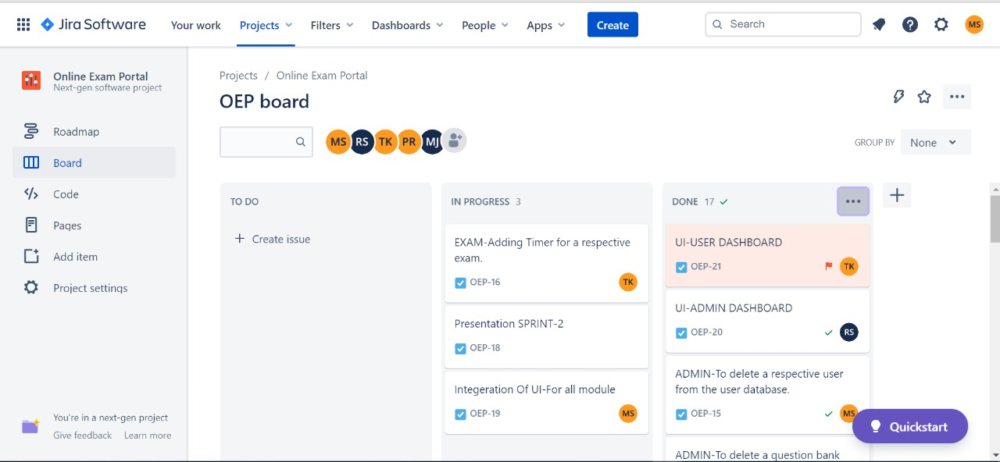 Jira Software
Your work
Projects
Filters
Dashboards
People
Apps
Create
Search
MS
Online Exam Portal
Next-gen software project
Roadmap
Board
Code
Pages
Add item
Project settings
You're in a next-gen project
Give feedback
Learn more
Projects / Online Exam Portal
OEP board
MS RS TK PR MJ
GROUP BY
None
TO DO
+ Create issue
IN PROGRESS 3
EXAM-Adding Timer for a respective
exam.
OEP-16
TK
Presentation SPRINT-2
OEP-18
Integeration Of UI-For all module
OEP-19
MS
DONE 17
UI-USER DASHBOARD
OEP-21
TK
UI-ADMIN DASHBOARD
OEP-20
RS
ADMIN-To delete a respective user
from the user database.
OEP-15
MS
ADMIN-To delete a question bank
Quickstart